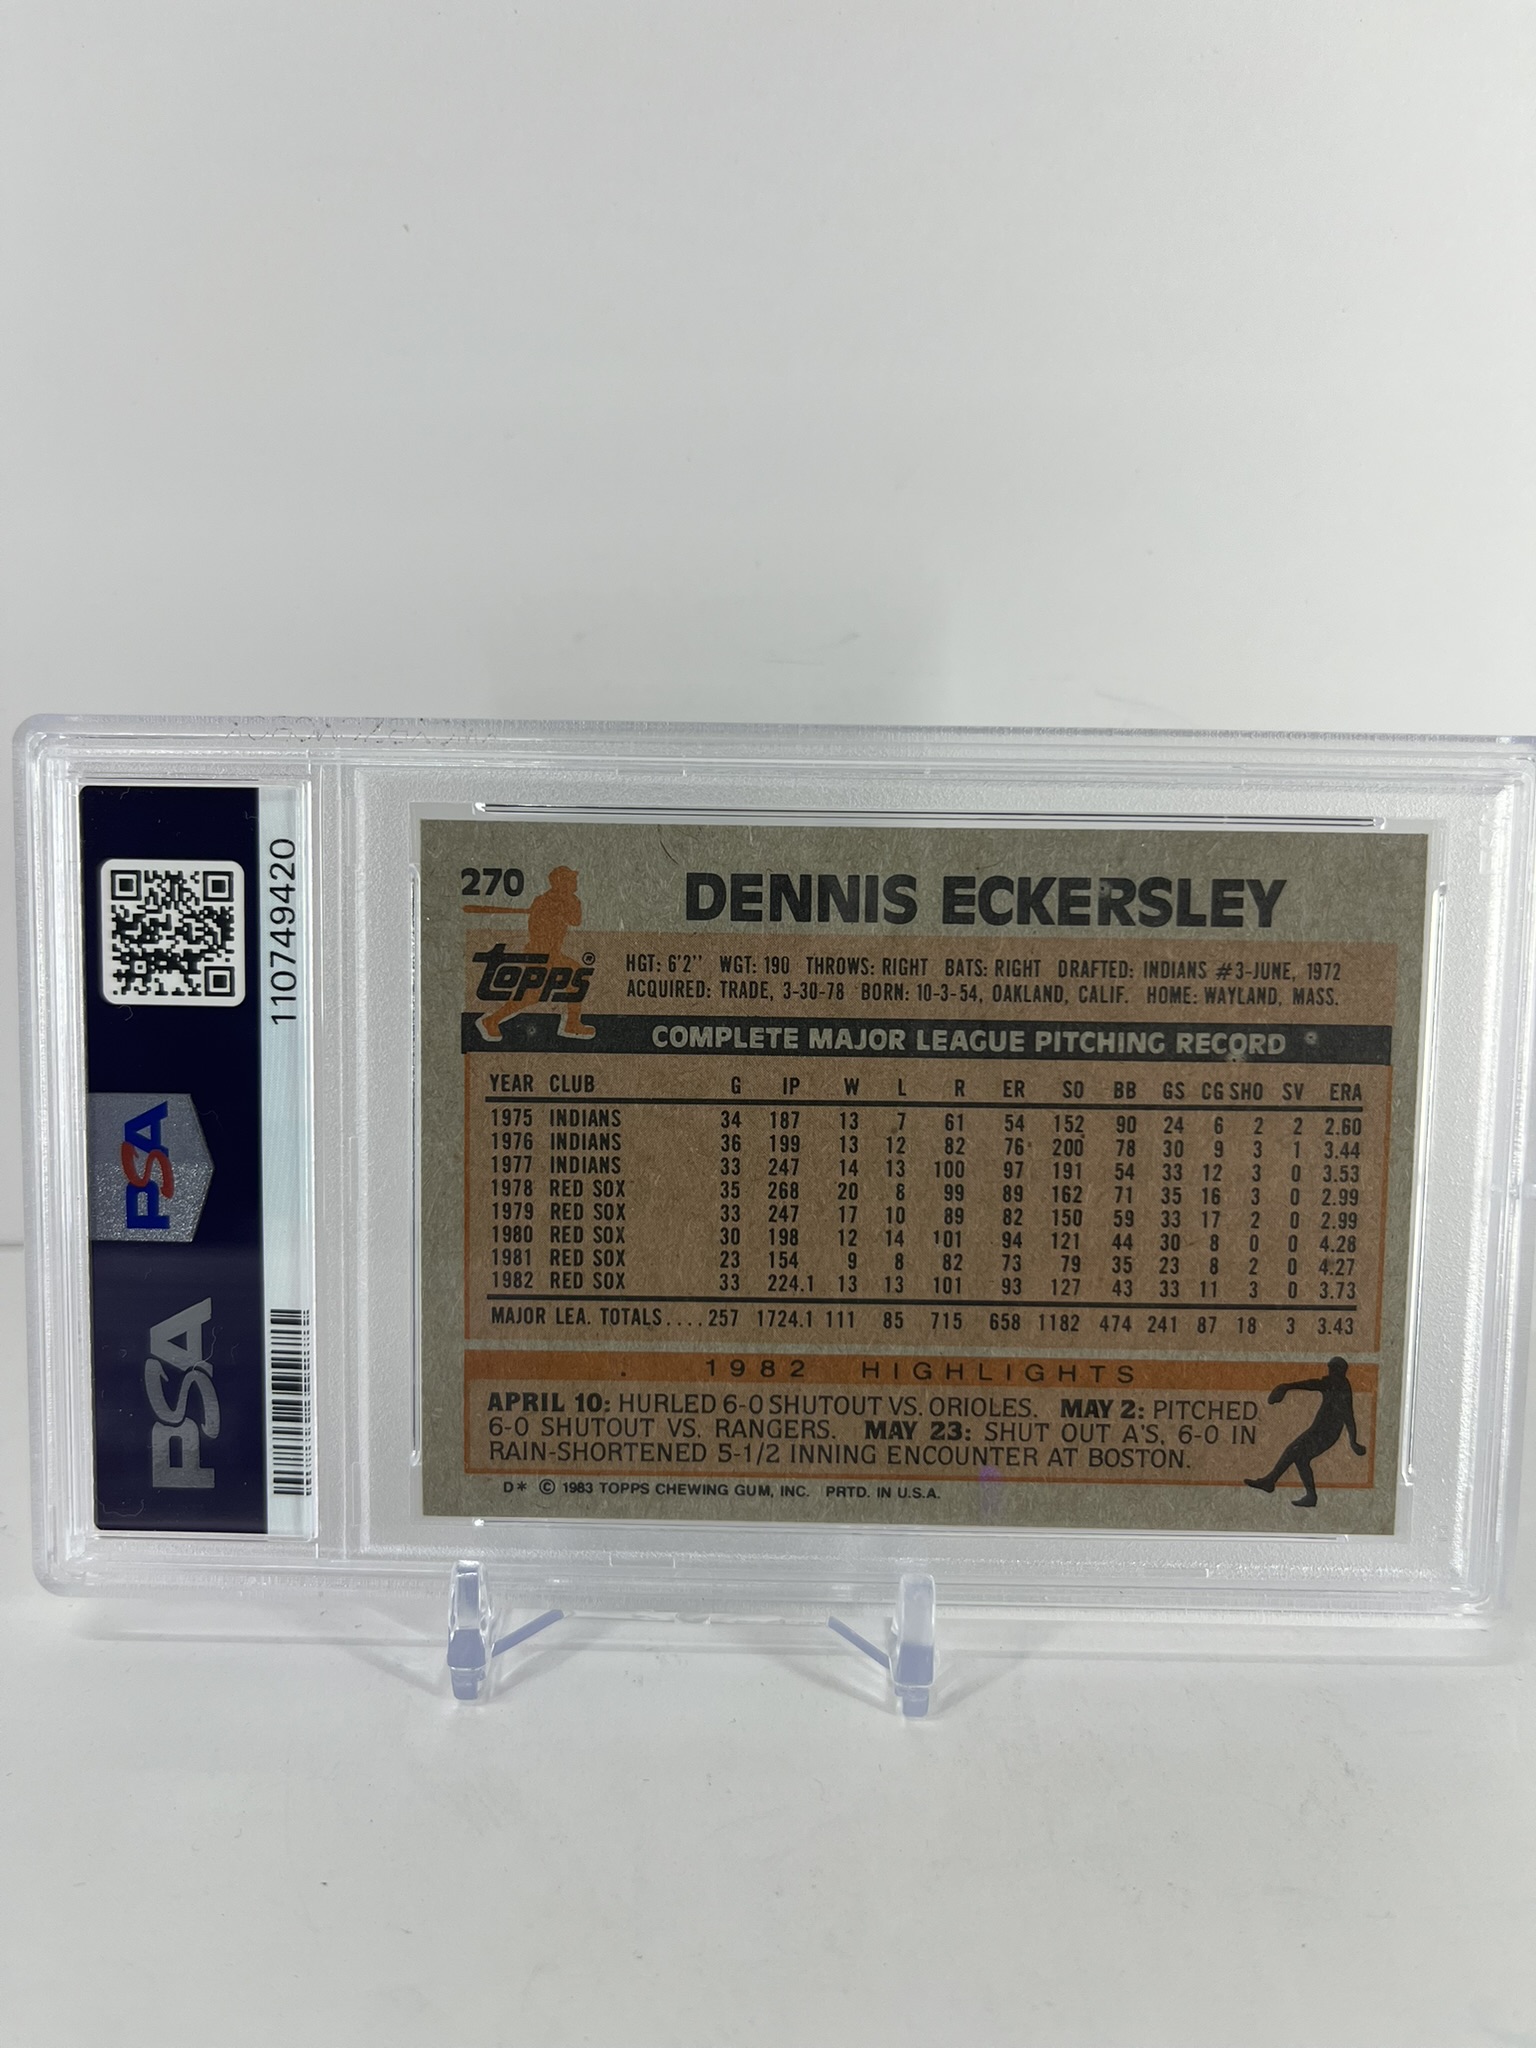 110749420
PSA
PSA
270
DENNIS ECKERSLEY
topps®
HGT: 6'2" WGT: 190 THROWS: RIGHT BATS: RIGHT DRAFTED: INDIANS #3-JUNE, 1972
ACQUIRED: TRADE, 3-30-78 BORN: 10-3-54, OAKLAND, CALIF. HOME: WAYLAND, MASS.
COMPLETE MAJOR LEAGUE PITCHING RECORD
YEAR CLUB G IP W L R ER SO BB GS CG SHO SV ERA
1975 INDIANS 34 187 13 7 61 54 152 90 24 6 2 2 2.60
1976 INDIANS 36 199 13 12 82 76 200 78 30 9 3 1 3.44
1977 INDIANS 33 247 14 13 100 97 191 54 33 12 3 0 3.53
1978 RED SOX 35 268 20 8 99 89 162 71 35 16 3 0 2.99
1979 RED SOX 33 247 17 10 89 82 150 59 33 17 2 0 2.99
1980 RED SOX 30 198 12 14 101 94 121 44 30 8 0 0 4.28
1981 RED SOX 23 154 9 8 82 73 79 35 23 8 2 0 4.27
1982 RED SOX 33 224.1 13 13 101 93 127 43 33 11 3 0 3.73
MAJOR LEA. TOTALS.... 257 1724.1 111 85 715 658 1182 474 241 87 18 3 3.43
1982 HIGHLIGHTS
APRIL 10: HURLED 6-0 SHUTOUT VS. ORIOLES. MAY 2: PITCHED
6-0 SHUTOUT VS. RANGERS. MAY 23: SHUT OUT A'S, 6-0 IN
RAIN-SHORTENED 5-1/2 INNING ENCOUNTER AT BOSTON.
D* © 1983 TOPPS CHEWING GUM, INC. PRTD. IN U.S.A.